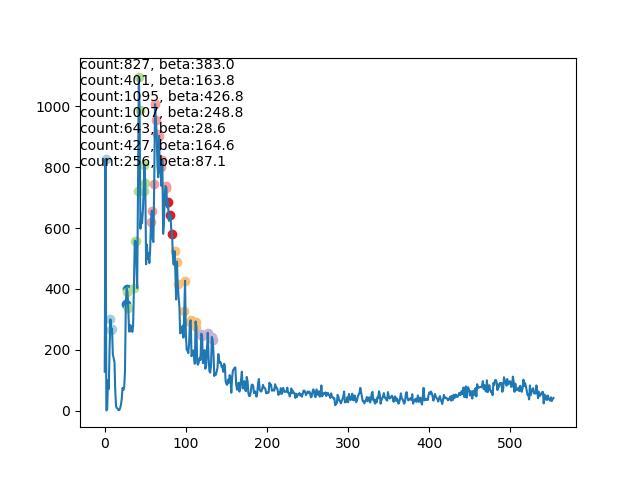 count:827, beta:383.0
count:401, beta:163.8
count:1095, beta:426.8
count:1007, beta:248.8
count:643, beta:28.6
count:427, beta:164.6
count:256, beta:87.1
1000
800
600
400
200
0
0 100 200 300 400 500